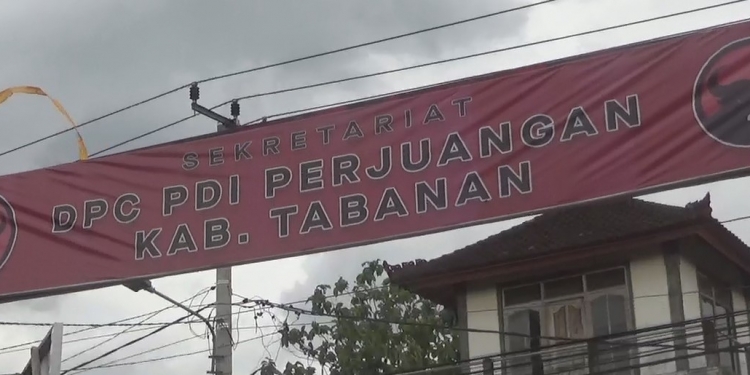 SEKRETARIAT
DPC PDI PERJUANGAN
KAB. TABANAN